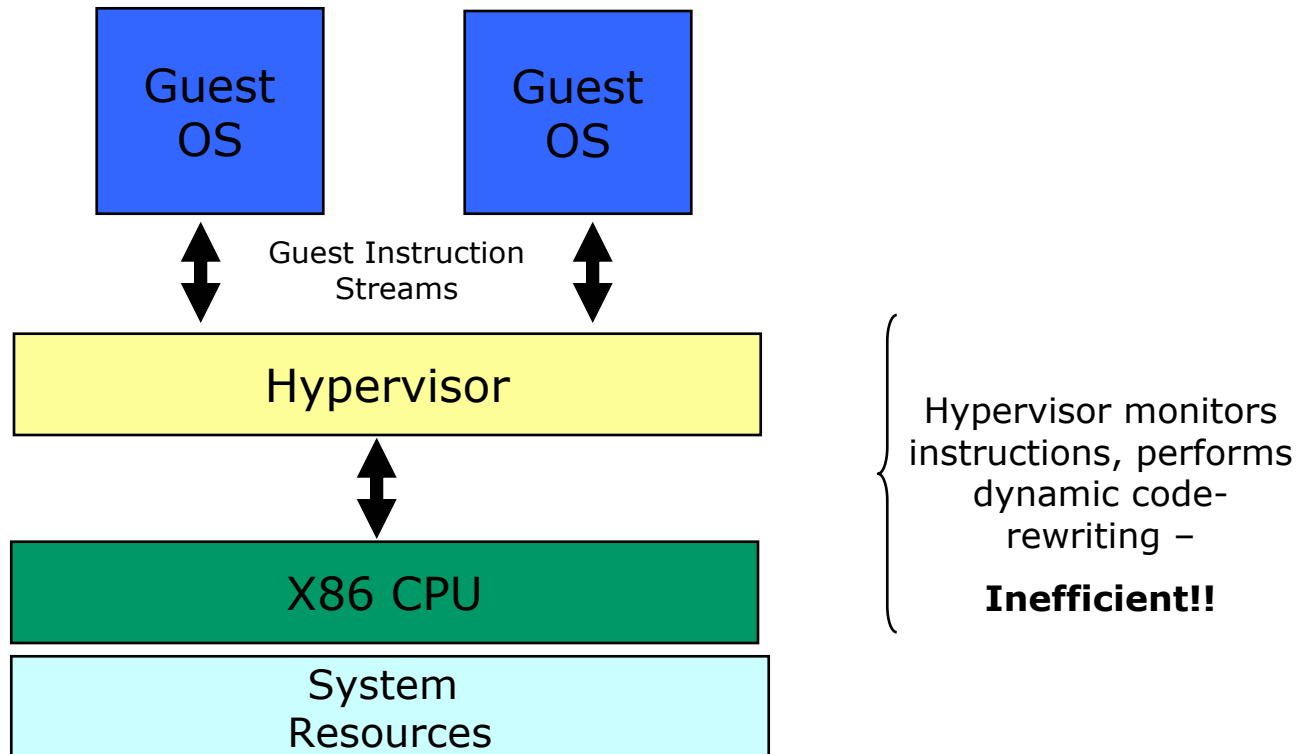 Guest
OS
Guest
OS
Guest Instruction
Streams
Hypervisor
X86 CPU
System
Resources
Hypervisor monitors
instructions, performs
dynamic code-
rewriting –
Inefficient!!